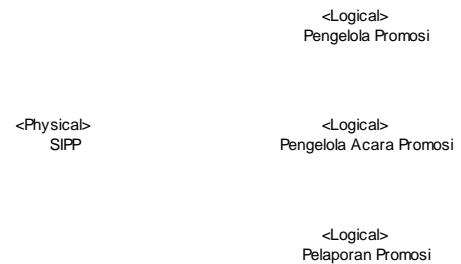 <Logical>
Pengelola Promosi
<Physical>
SIPP
<Logical>
Pengelola Acara Promosi
<Logical>
Pelaporan Promosi